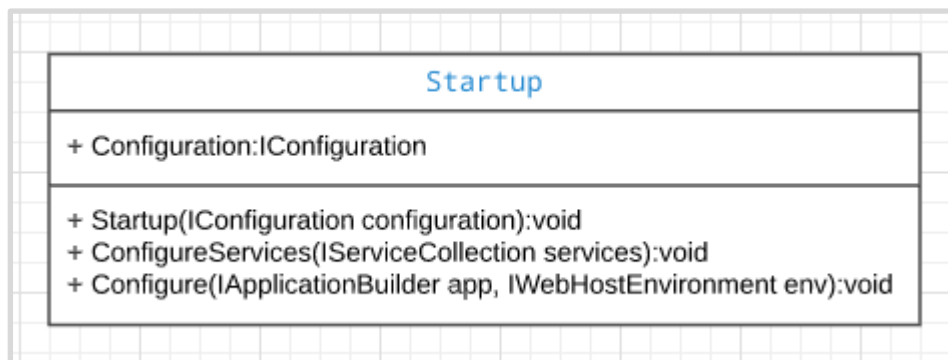 Startup
+ Configuration:IConfiguration
+ Startup(IConfiguration configuration):void
+ ConfigureServices(IServiceCollection services):void
+ Configure(IApplicationBuilder app, IWebHostEnvironment env):void